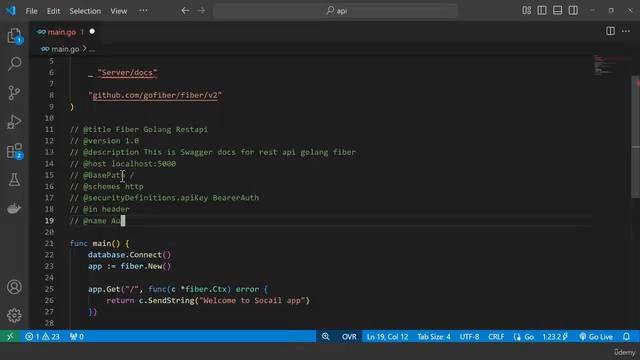 File Edit Selection View
api
main.go
main.go > ...
5
6 _ "Server/docs"
7
8 "github.com/gofiber/fiber/v2"
9 )
10
11 // @title Fiber Golang Restapi
12 // @version 1.0
13 // @description This is Swagger docs for rest api golang fiber
14 // @host localhost:5000
15 // @BasePath /
16 // @schemes http
17 // @securityDefinitions.apiKey BearerAuth
18 // @in header
19 // @name Au
20
21 func main() {
22 database.Connect()
23 app := fiber.New()
24
25 app.Get("/", func(c *fiber.Ctx) error {
26 return c.SendString("Welcome to Socail app")
27 })
1 23 0 OVR Ln 19, Col 12 Tab Size: 4 UTF-8 CRLF Go 1.23.2 Go Live
udemy